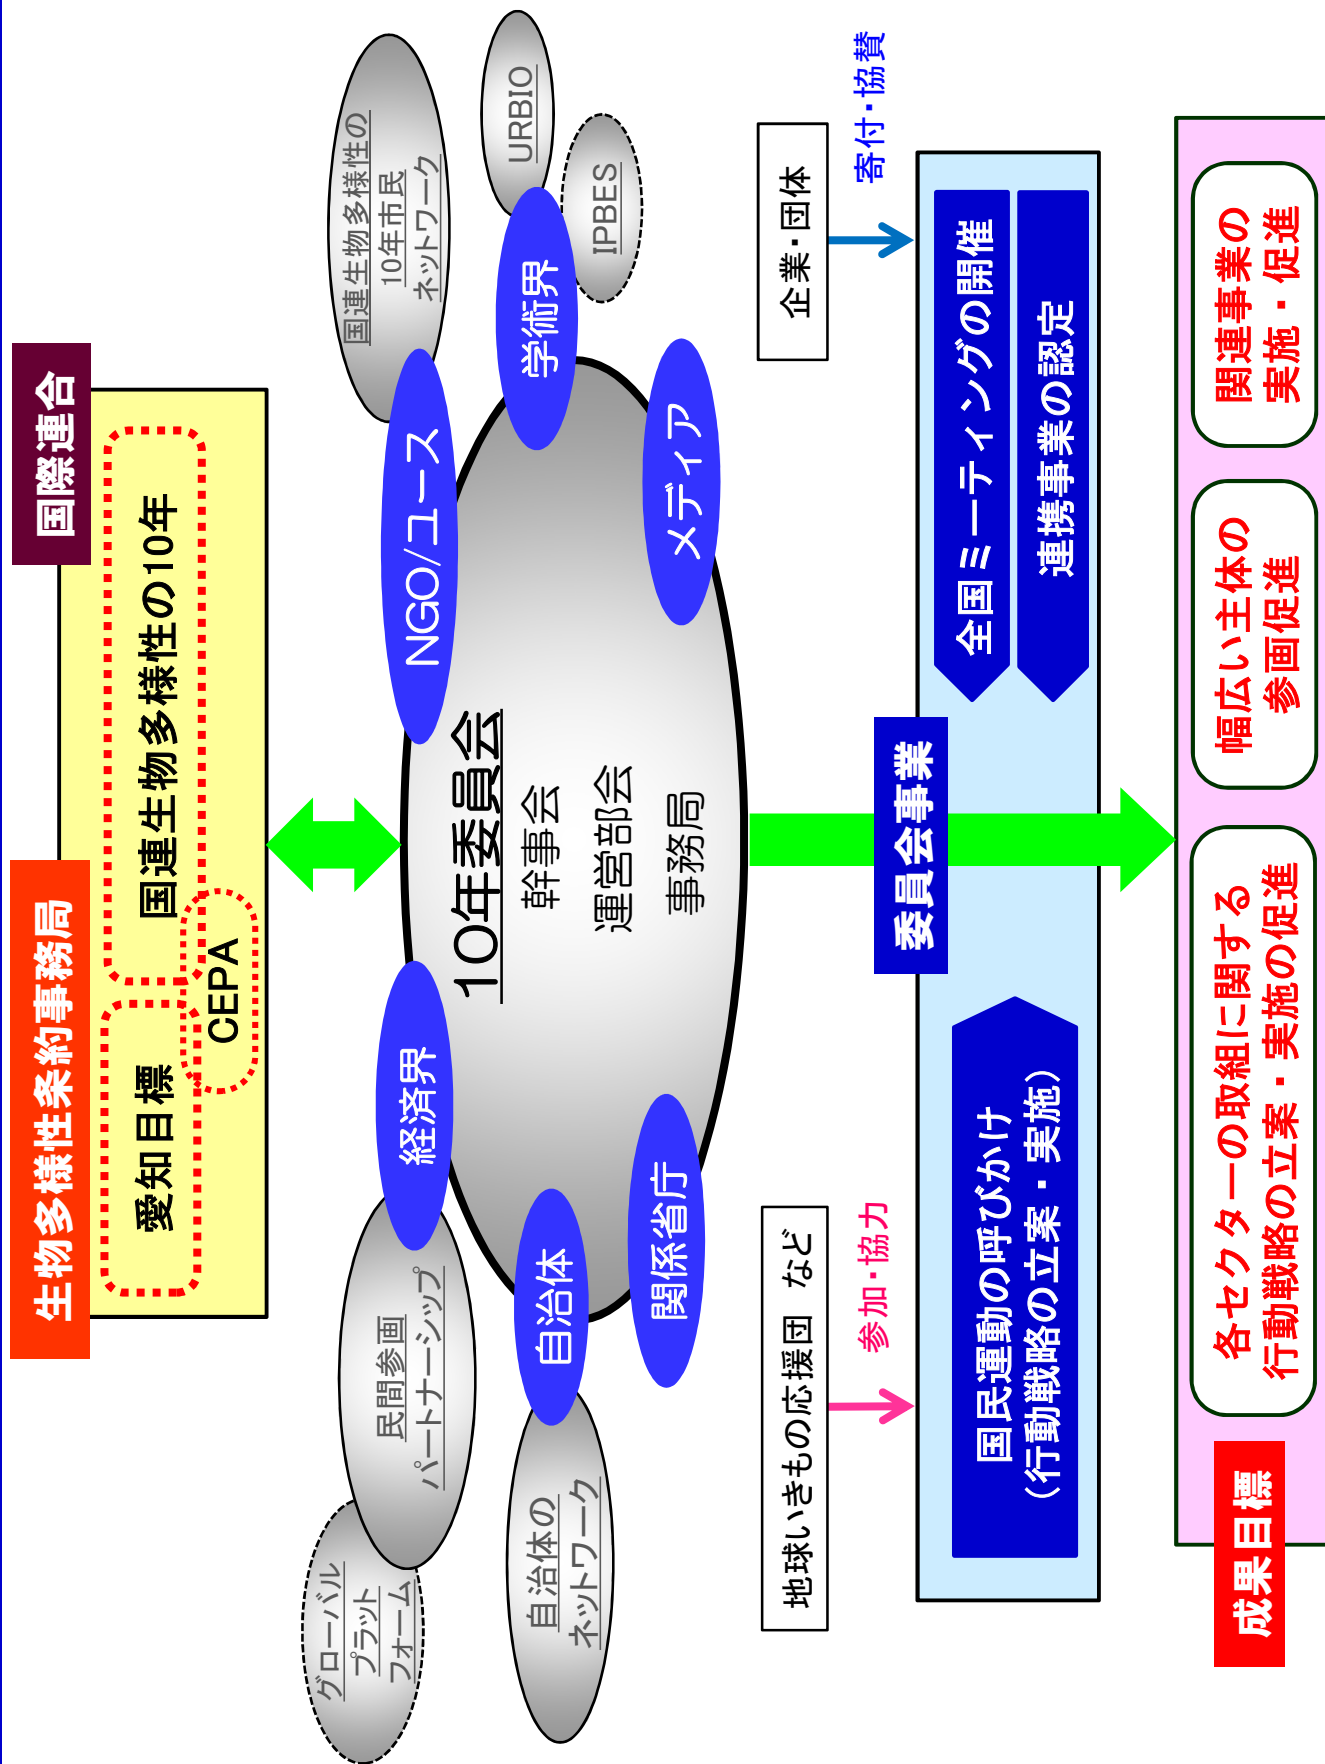 生物多様性条約事務局
国際連合
愛知目標
国連生物多様性の10年
CEPA
グローバル
プラット
フォーム
民間参画
パートナーシップ
経済界
NGO/ユース
国連生物多様性の
10年市民
ネットワーク
10年委員会
幹事会
運営部会
事務局
自治体の
ネットワーク
自治体
学術界
URBIO
IPBES
関係省庁
メディア
地球いきもの応援団 など
企業・団体
参加・協力
寄付・協賛
委員会事業
国民運動の呼びかけ
(行動戦略の立案・実施)
全国ミーティングの開催
連携事業の認定
成果目標
各セクターの取組に関する
行動戦略の立案・実施の促進
幅広い主体の
参画促進
関連事業の
実施・促進